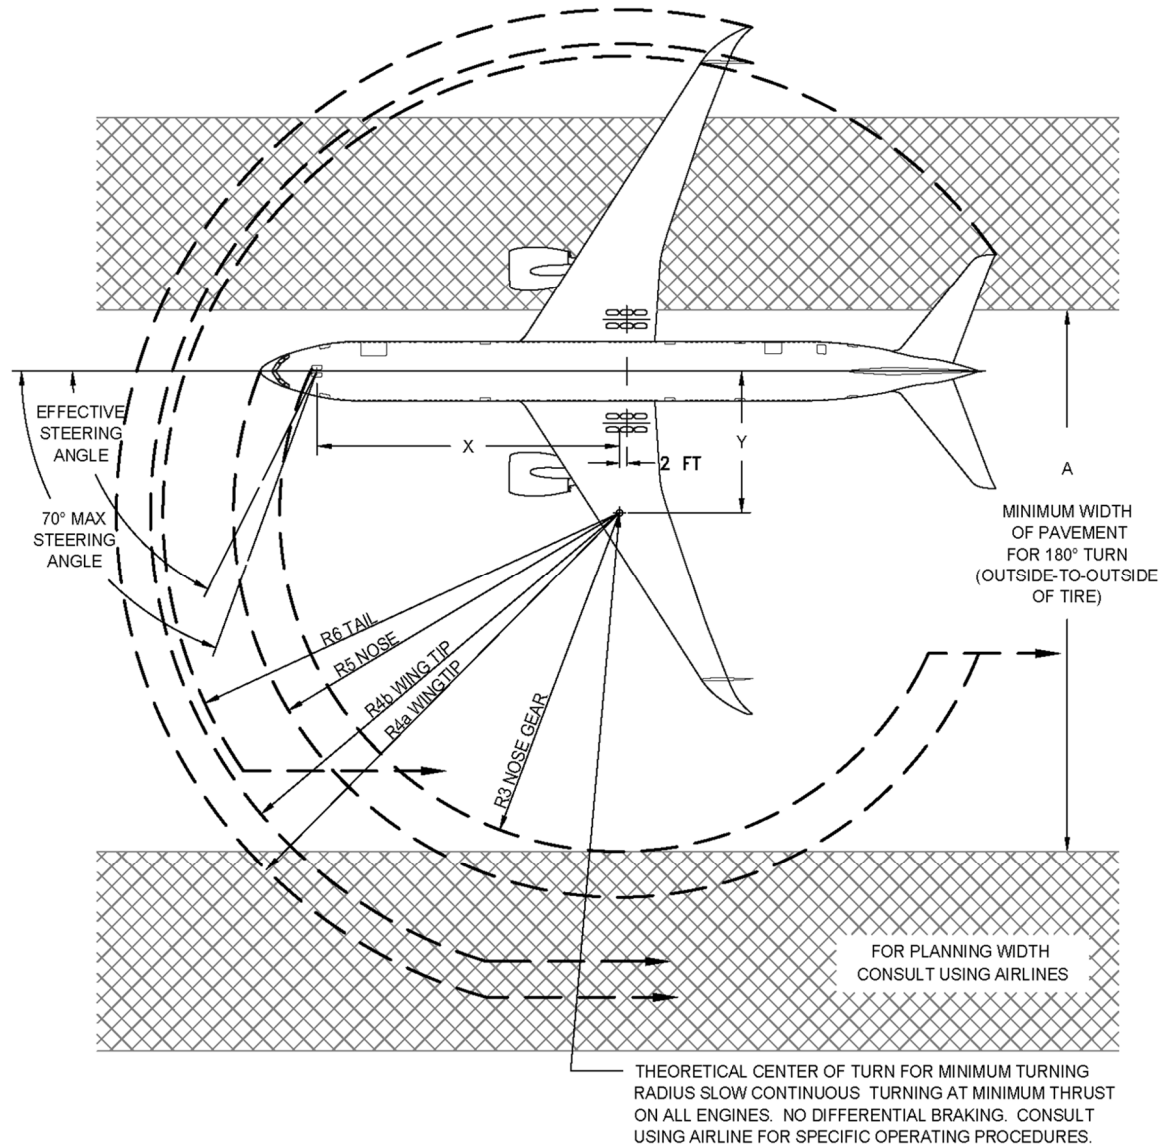 EFFECTIVE
STEERING
ANGLE
70° MAX
STEERING
ANGLE
X
Y
2 FT
A
MINIMUM WIDTH
OF PAVEMENT
FOR 180° TURN
(OUTSIDE-TO-OUTSIDE
OF TIRE)
R6 TAIL
R5 NOSE
R4b WING TIP
R4a WINGTIP
R3 NOSE GEAR
FOR PLANNING WIDTH
CONSULT USING AIRLINES
THEORETICAL CENTER OF TURN FOR MINIMUM TURNING
RADIUS SLOW CONTINUOUS TURNING AT MINIMUM THRUST
ON ALL ENGINES. NO DIFFERENTIAL BRAKING. CONSULT
USING AIRLINE FOR SPECIFIC OPERATING PROCEDURES.